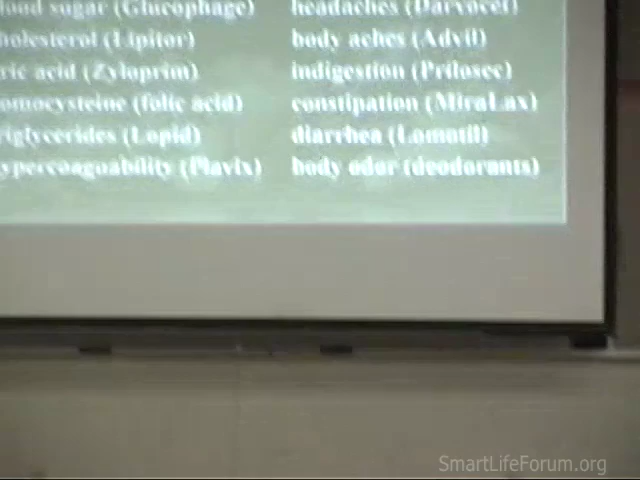 lood sugar (Glucophage) headaches (Darvocet)
holesterol (Lipitor) body aches (Advil)
ric acid (Zyloprim) indigestion (Prilosec)
omocysteine (folic acid) constipation (MiraLax)
riglycerides (Lopid) diarrhea (Lomotil)
ypercoaguability (Plavix) body odor (deodorants)
SmartLifeForum.org